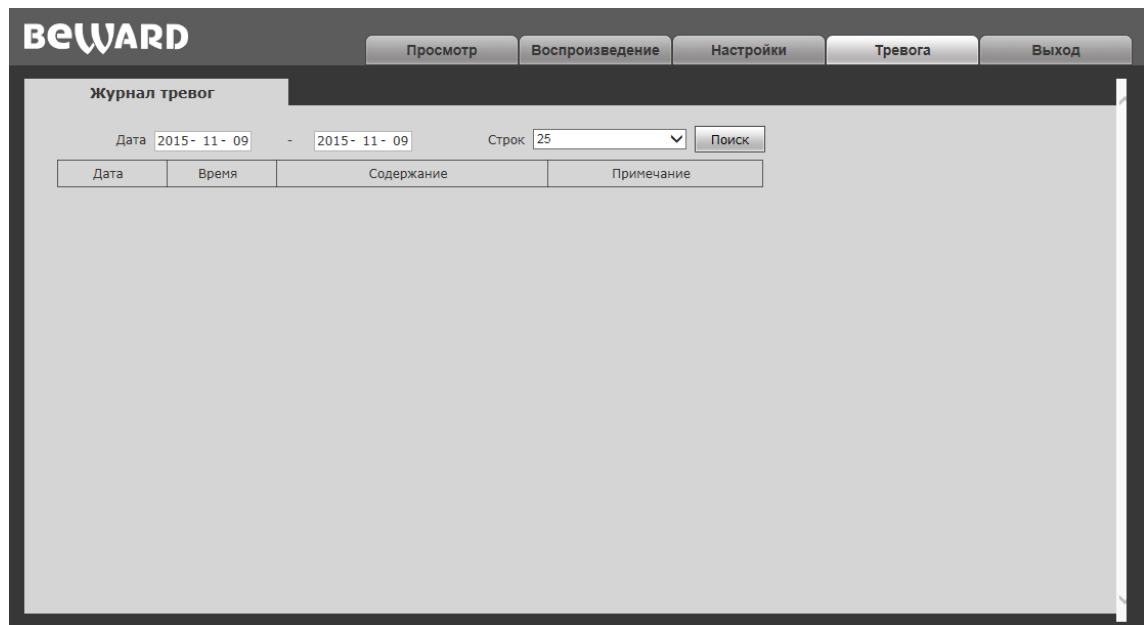 BEWARD
Просмотр Воспроизведение Настройки Тревога Выход
Журнал тревог
Дата 2015- 11- 09 - 2015- 11- 09 Строк 25 Поиск
Дата Время Содержание Примечание